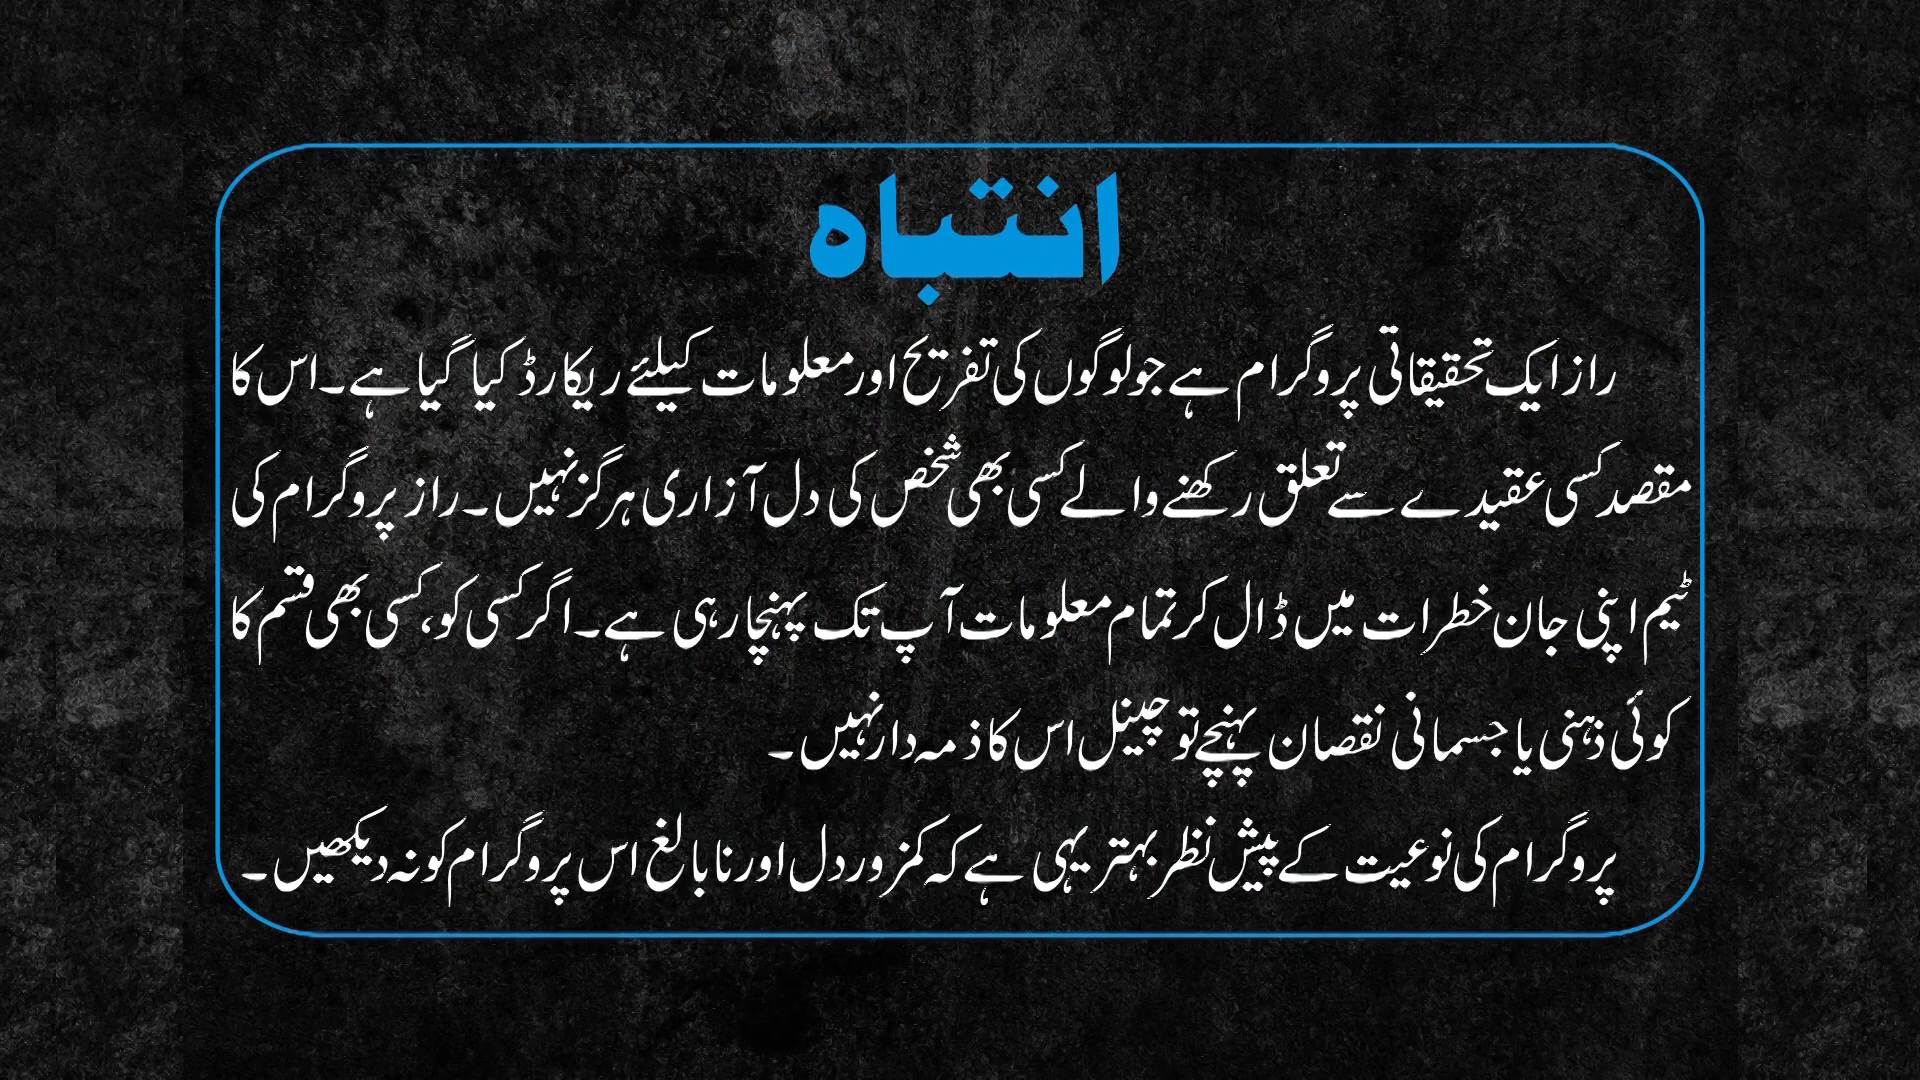 انتباہ
راز ایک تحقیقاتی پروگرام ہے جو لوگوں کی تفریح اور معلومات کیلئے ریکارڈ کیا گیا ہے۔ اس کا
مقصد کسی عقیدے سے تعلق رکھنے والے کسی بھی شخص کی دل آزاری ہرگز نہیں۔ راز پروگرام کی
ٹیم اپنی جان خطرات میں ڈال کر تمام معلومات آپ تک پہنچا رہی ہے۔ اگر کسی کو، کسی بھی قسم کا
کوئی ذہنی یا جسمانی نقصان پہنچے تو چینل اس کا ذمہ دار نہیں۔
پروگرام کی نوعیت کے پیش نظر بہتر یہی ہے کہ کمزور دل اور نابالغ اس پروگرام کو نہ دیکھیں۔